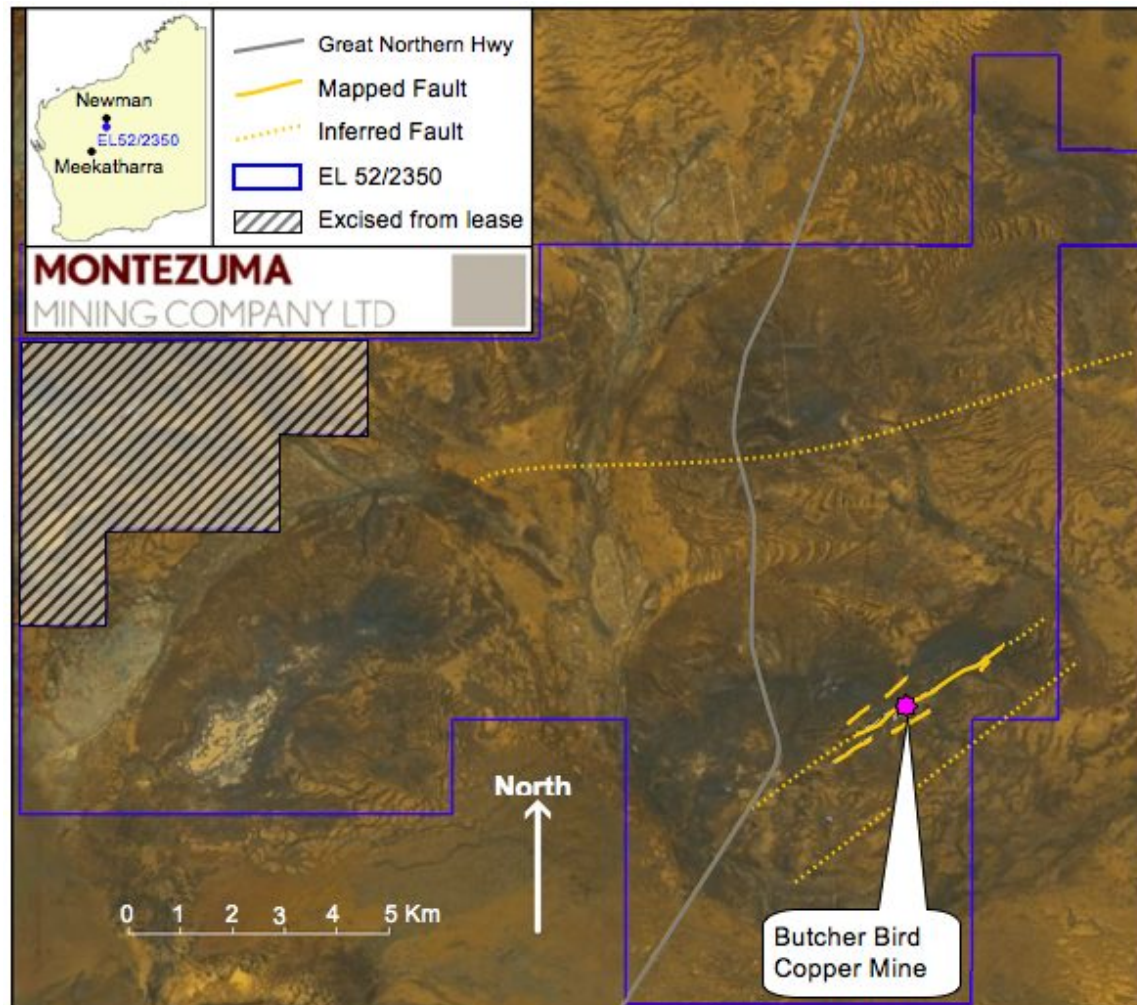 Newman
EL52/2350
Meekatharra
Great Northern Hwy
Mapped Fault
Inferred Fault
EL 52/2350
Excised from lease
MONTEZUMA
MINING COMPANY LTD
North
0 1 2 3 4 5 Km
Butcher Bird
Copper Mine